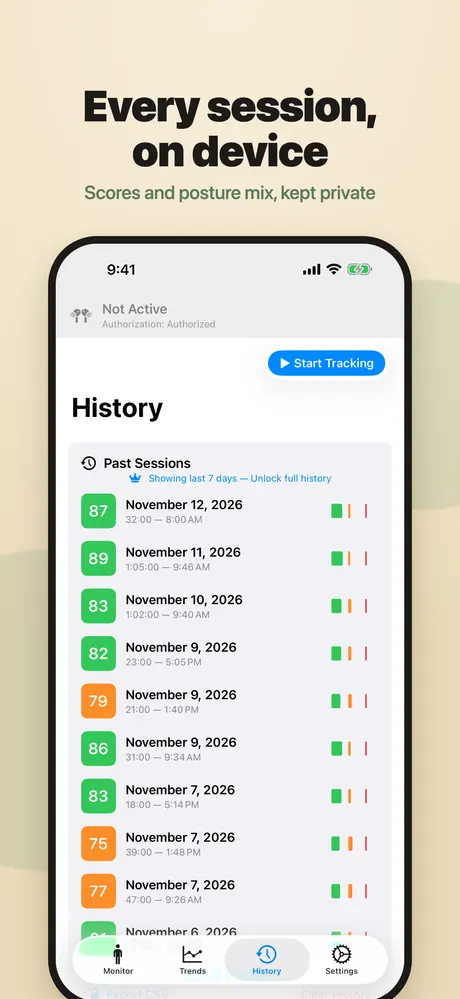 Every session,
on device
Scores and posture mix, kept private
9:41
Not Active
Authorization: Authorized
Start Tracking
History
Past Sessions
Showing last 7 days — Unlock full history
87
November 12, 2026
32:00 — 8:00 AM
89
November 11, 2026
1:05:00 — 9:46 AM
83
November 10, 2026
1:02:00 — 9:40 AM
82
November 9, 2026
23:00 — 5:05 PM
79
November 9, 2026
21:00 — 1:40 PM
86
November 9, 2026
31:00 — 9:34 AM
83
November 7, 2026
18:00 — 5:14 PM
75
November 7, 2026
39:00 — 1:48 PM
77
November 7, 2026
47:00 — 9:26 AM
November 6, 2026
Monitor
Trends
History
Settings
Export CSV
Clear History